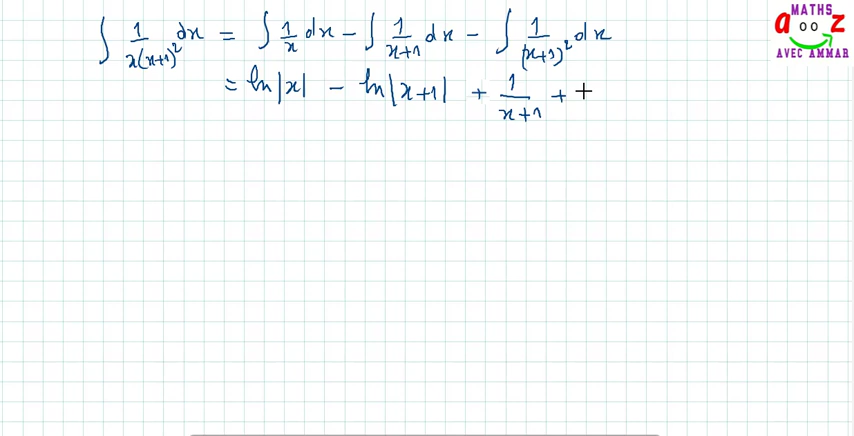 ∫ 1/(x(x+1)²) dx = ∫ 1/x dx − ∫ 1/(x+1) dx − ∫ 1/(x+1)² dx
= ln|x| − ln|x+1| + 1/(x+1) +
MATHS
a oo z
AVEC AMMAR